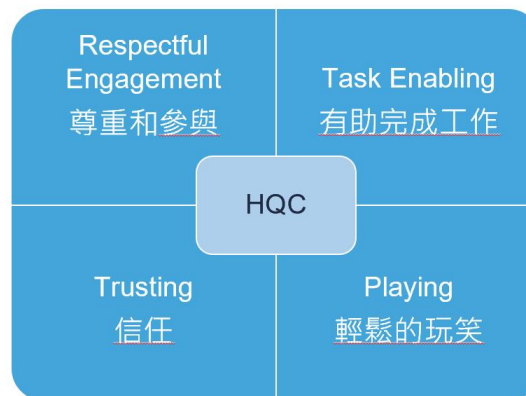 Respectful
Engagement
尊重和參與
Task Enabling
有助完成工作
HQC
Trusting
信任
Playing
輕鬆的玩笑